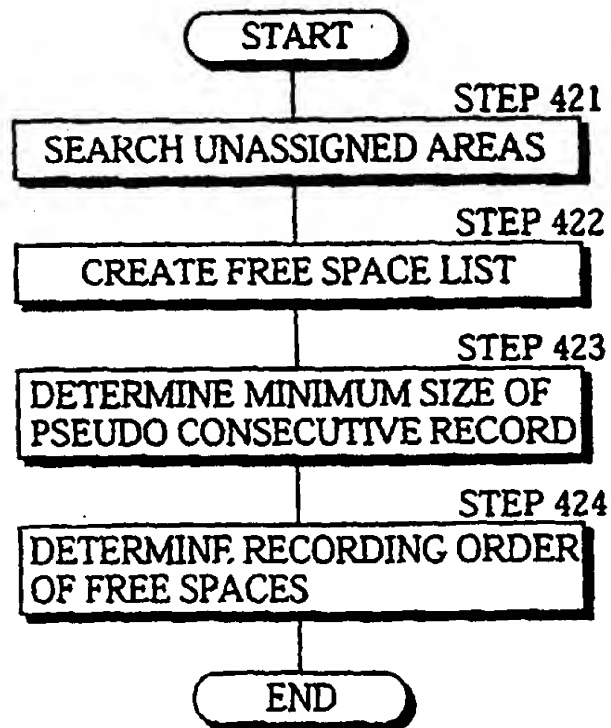 START
STEP 421
SEARCH UNASSIGNED AREAS
STEP 422
CREATE FREE SPACE LIST
STEP 423
DETERMINE MINIMUM SIZE OF
PSEUDO CONSECUTIVE RECORD
STEP 424
DETERMINE RECORDING ORDER
OF FREE SPACES
END